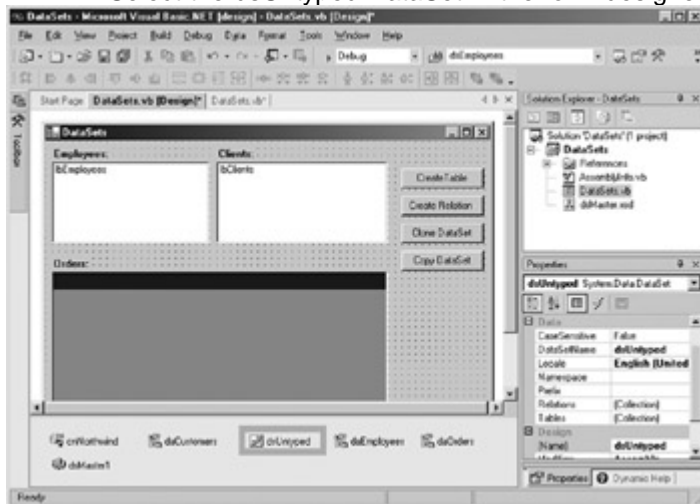 DataSets - Microsoft Visual Basic.NET [design] - DataSets.vb [Design]*
File Edit View Project Build Debug Data Format Tools Window Help
Debug
dsEmployees
Start Page DataSets.vb [Design]* DataSets.vb*
Toolbox
DataSets
Employees: Clients:
lbEmployees lbClients
Create Table
Create Relation
Clone DataSet
Copy DataSet
Orders:
cnNorthwind daCustomers dsUntyped daEmployees daOrders
dsMaster1
Solution Explorer - DataSets
Solution 'DataSets' (1 project)
DataSets
References
AssemblyInfo.vb
DataSets.vb
dsMaster.xsd
Properties
dsUntyped System.Data.DataSet
Data
CaseSensitive False
DataSetName dsUntyped
Locale English (United
Namespace
Prefix
Relations (Collection)
Tables (Collection)
Design
(Name) dsUntyped
Properties Dynamic Help
Ready